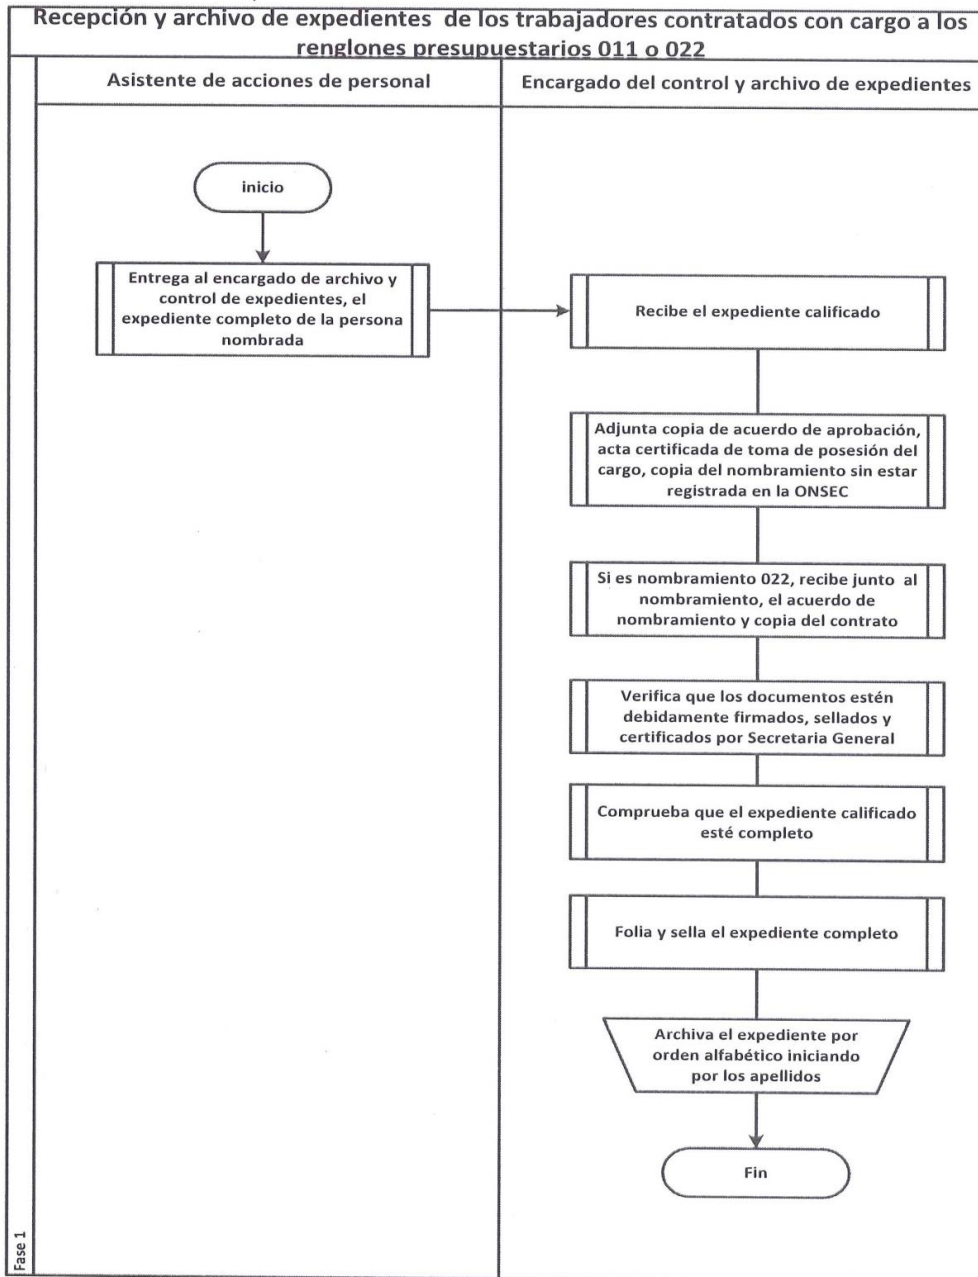 Recepción y archivo de expedientes de los trabajadores contratados con cargo a los
renglones presupuestarios 011 o 022
Asistente de acciones de personal
Encargado del control y archivo de expedientes
inicio
Entrega al encargado de archivo y
control de expedientes, el
expediente completo de la persona
nombrada
Recibe el expediente calificado
Adjunta copia de acuerdo de aprobación,
acta certificada de toma de posesión del
cargo, copia del nombramiento sin estar
registrada en la ONSEC
Si es nombramiento 022, recibe junto al
nombramiento, el acuerdo de
nombramiento y copia del contrato
Verifica que los documentos estén
debidamente firmados, sellados y
certificados por Secretaria General
Comprueba que el expediente calificado
esté completo
Folia y sella el expediente completo
Archiva el expediente por
orden alfabético iniciando
por los apellidos
Fin
Fase 1